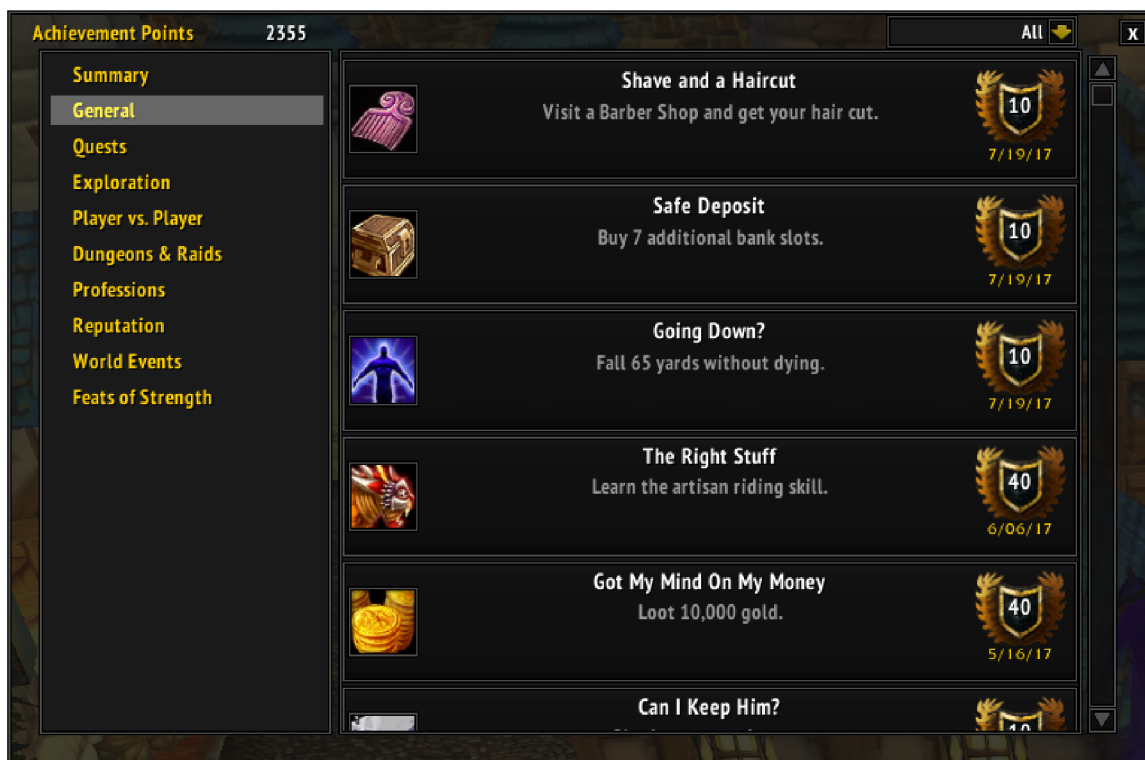 Achievement Points 2355
All
x
Summary
General
Quests
Exploration
Player vs. Player
Dungeons & Raids
Professions
Reputation
World Events
Feats of Strength
Shave and a Haircut
Visit a Barber Shop and get your hair cut.
10
7/19/17
Safe Deposit
Buy 7 additional bank slots.
10
7/19/17
Going Down?
Fall 65 yards without dying.
10
7/19/17
The Right Stuff
Learn the artisan riding skill.
40
6/06/17
Got My Mind On My Money
Loot 10,000 gold.
40
5/16/17
Can I Keep Him?